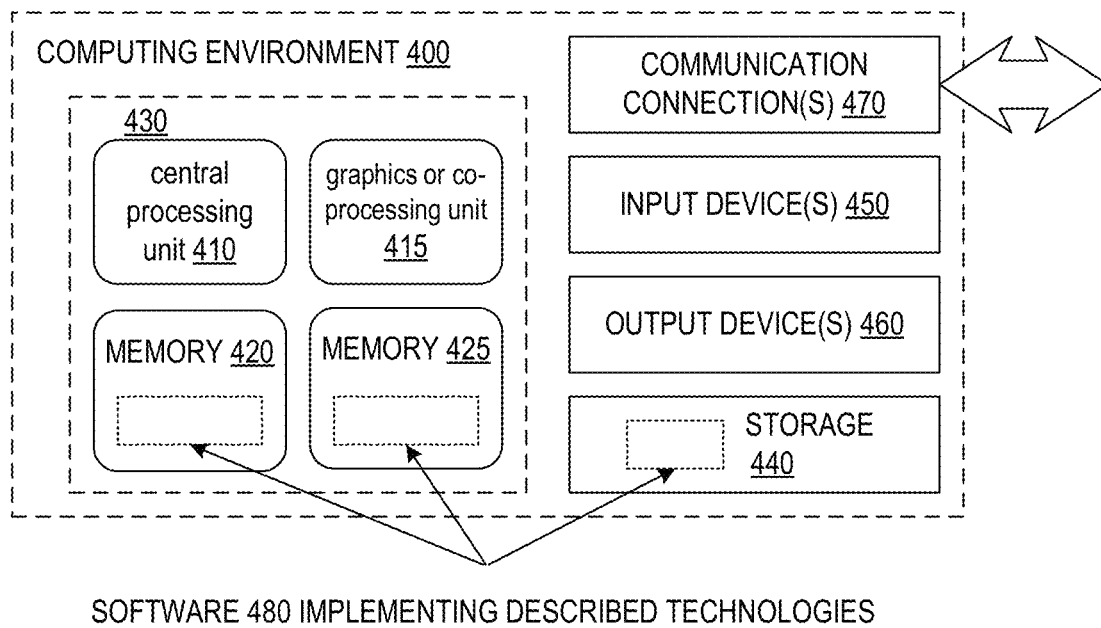 COMPUTING ENVIRONMENT 400
430
central
processing
unit 410
graphics or co-
processing unit
415
MEMORY 420
MEMORY 425
COMMUNICATION
CONNECTION(S) 470
INPUT DEVICE(S) 450
OUTPUT DEVICE(S) 460
STORAGE
440
SOFTWARE 480 IMPLEMENTING DESCRIBED TECHNOLOGIES